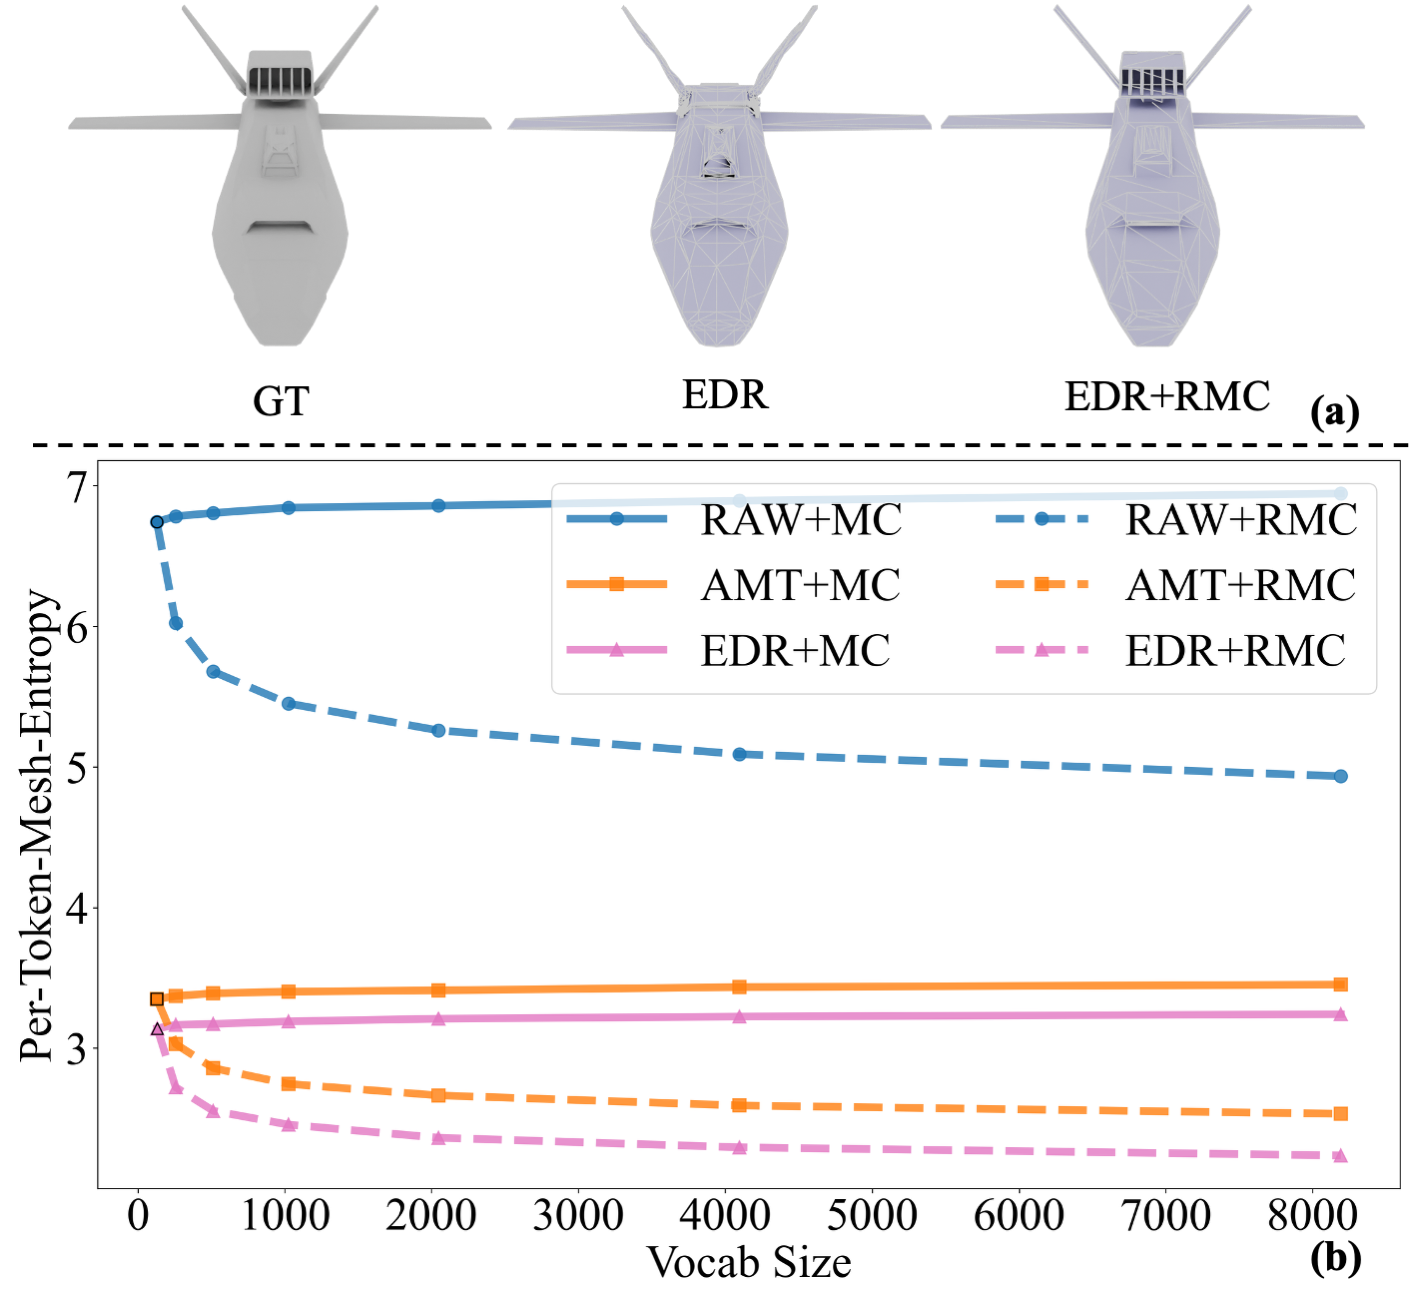 GT
EDR
EDR+RMC
(a)
7
6
5
4
3
Per-Token-Mesh-Entropy
RAW+MC
RAW+RMC
AMT+MC
AMT+RMC
EDR+MC
EDR+RMC
0 1000 2000 3000 4000 5000 6000 7000 8000
Vocab Size
(b)